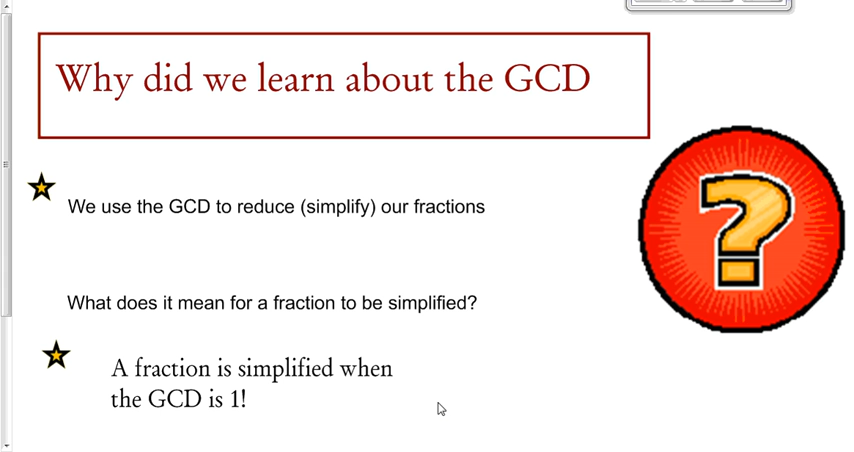 Why did we learn about the GCD
We use the GCD to reduce (simplify) our fractions
What does it mean for a fraction to be simplified?
A fraction is simplified when
the GCD is 1!